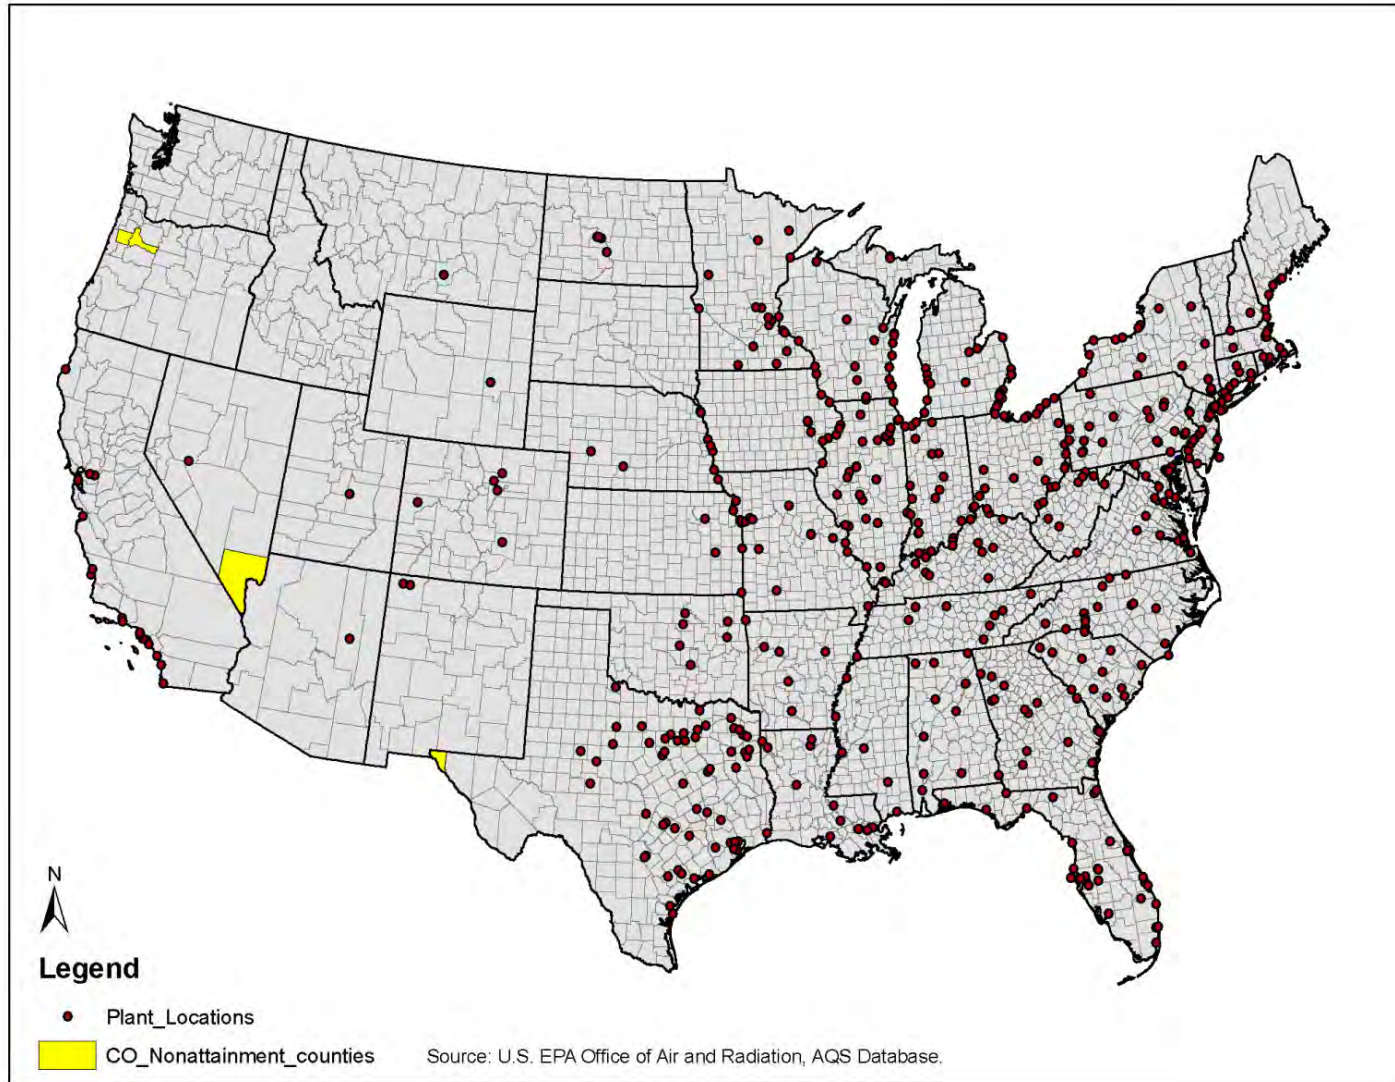 N
Legend
Plant_Locations
CO_Nonattainment_counties
Source: U.S. EPA Office of Air and Radiation, AQS Database.